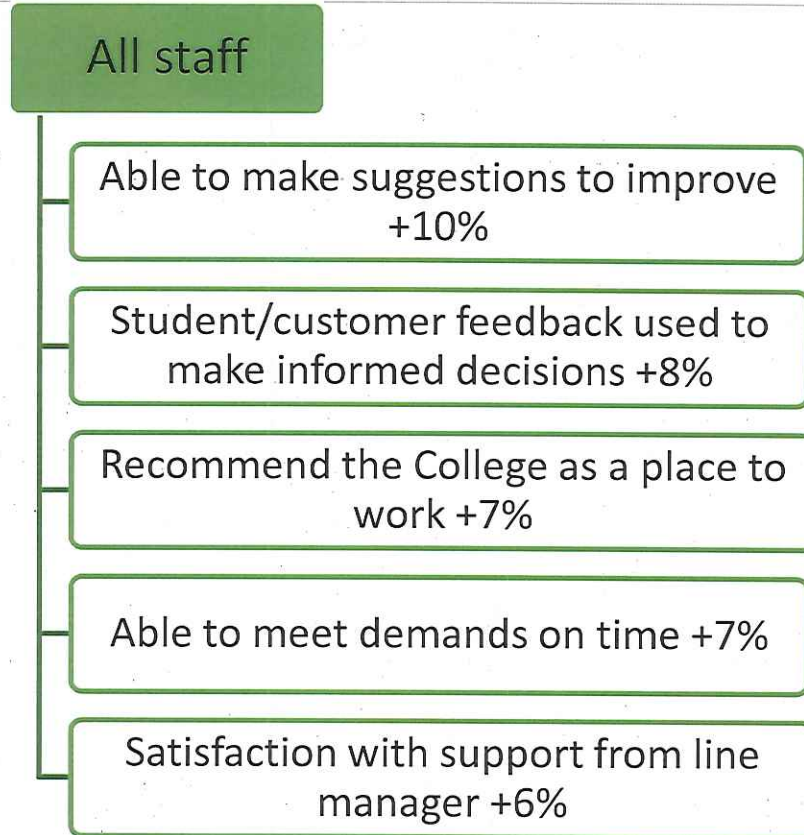 All staff
Able to make suggestions to improve
+10%
Student/customer feedback used to
make informed decisions +8%
Recommend the College as a place to
work +7%
Able to meet demands on time +7%
Satisfaction with support from line
manager +6%